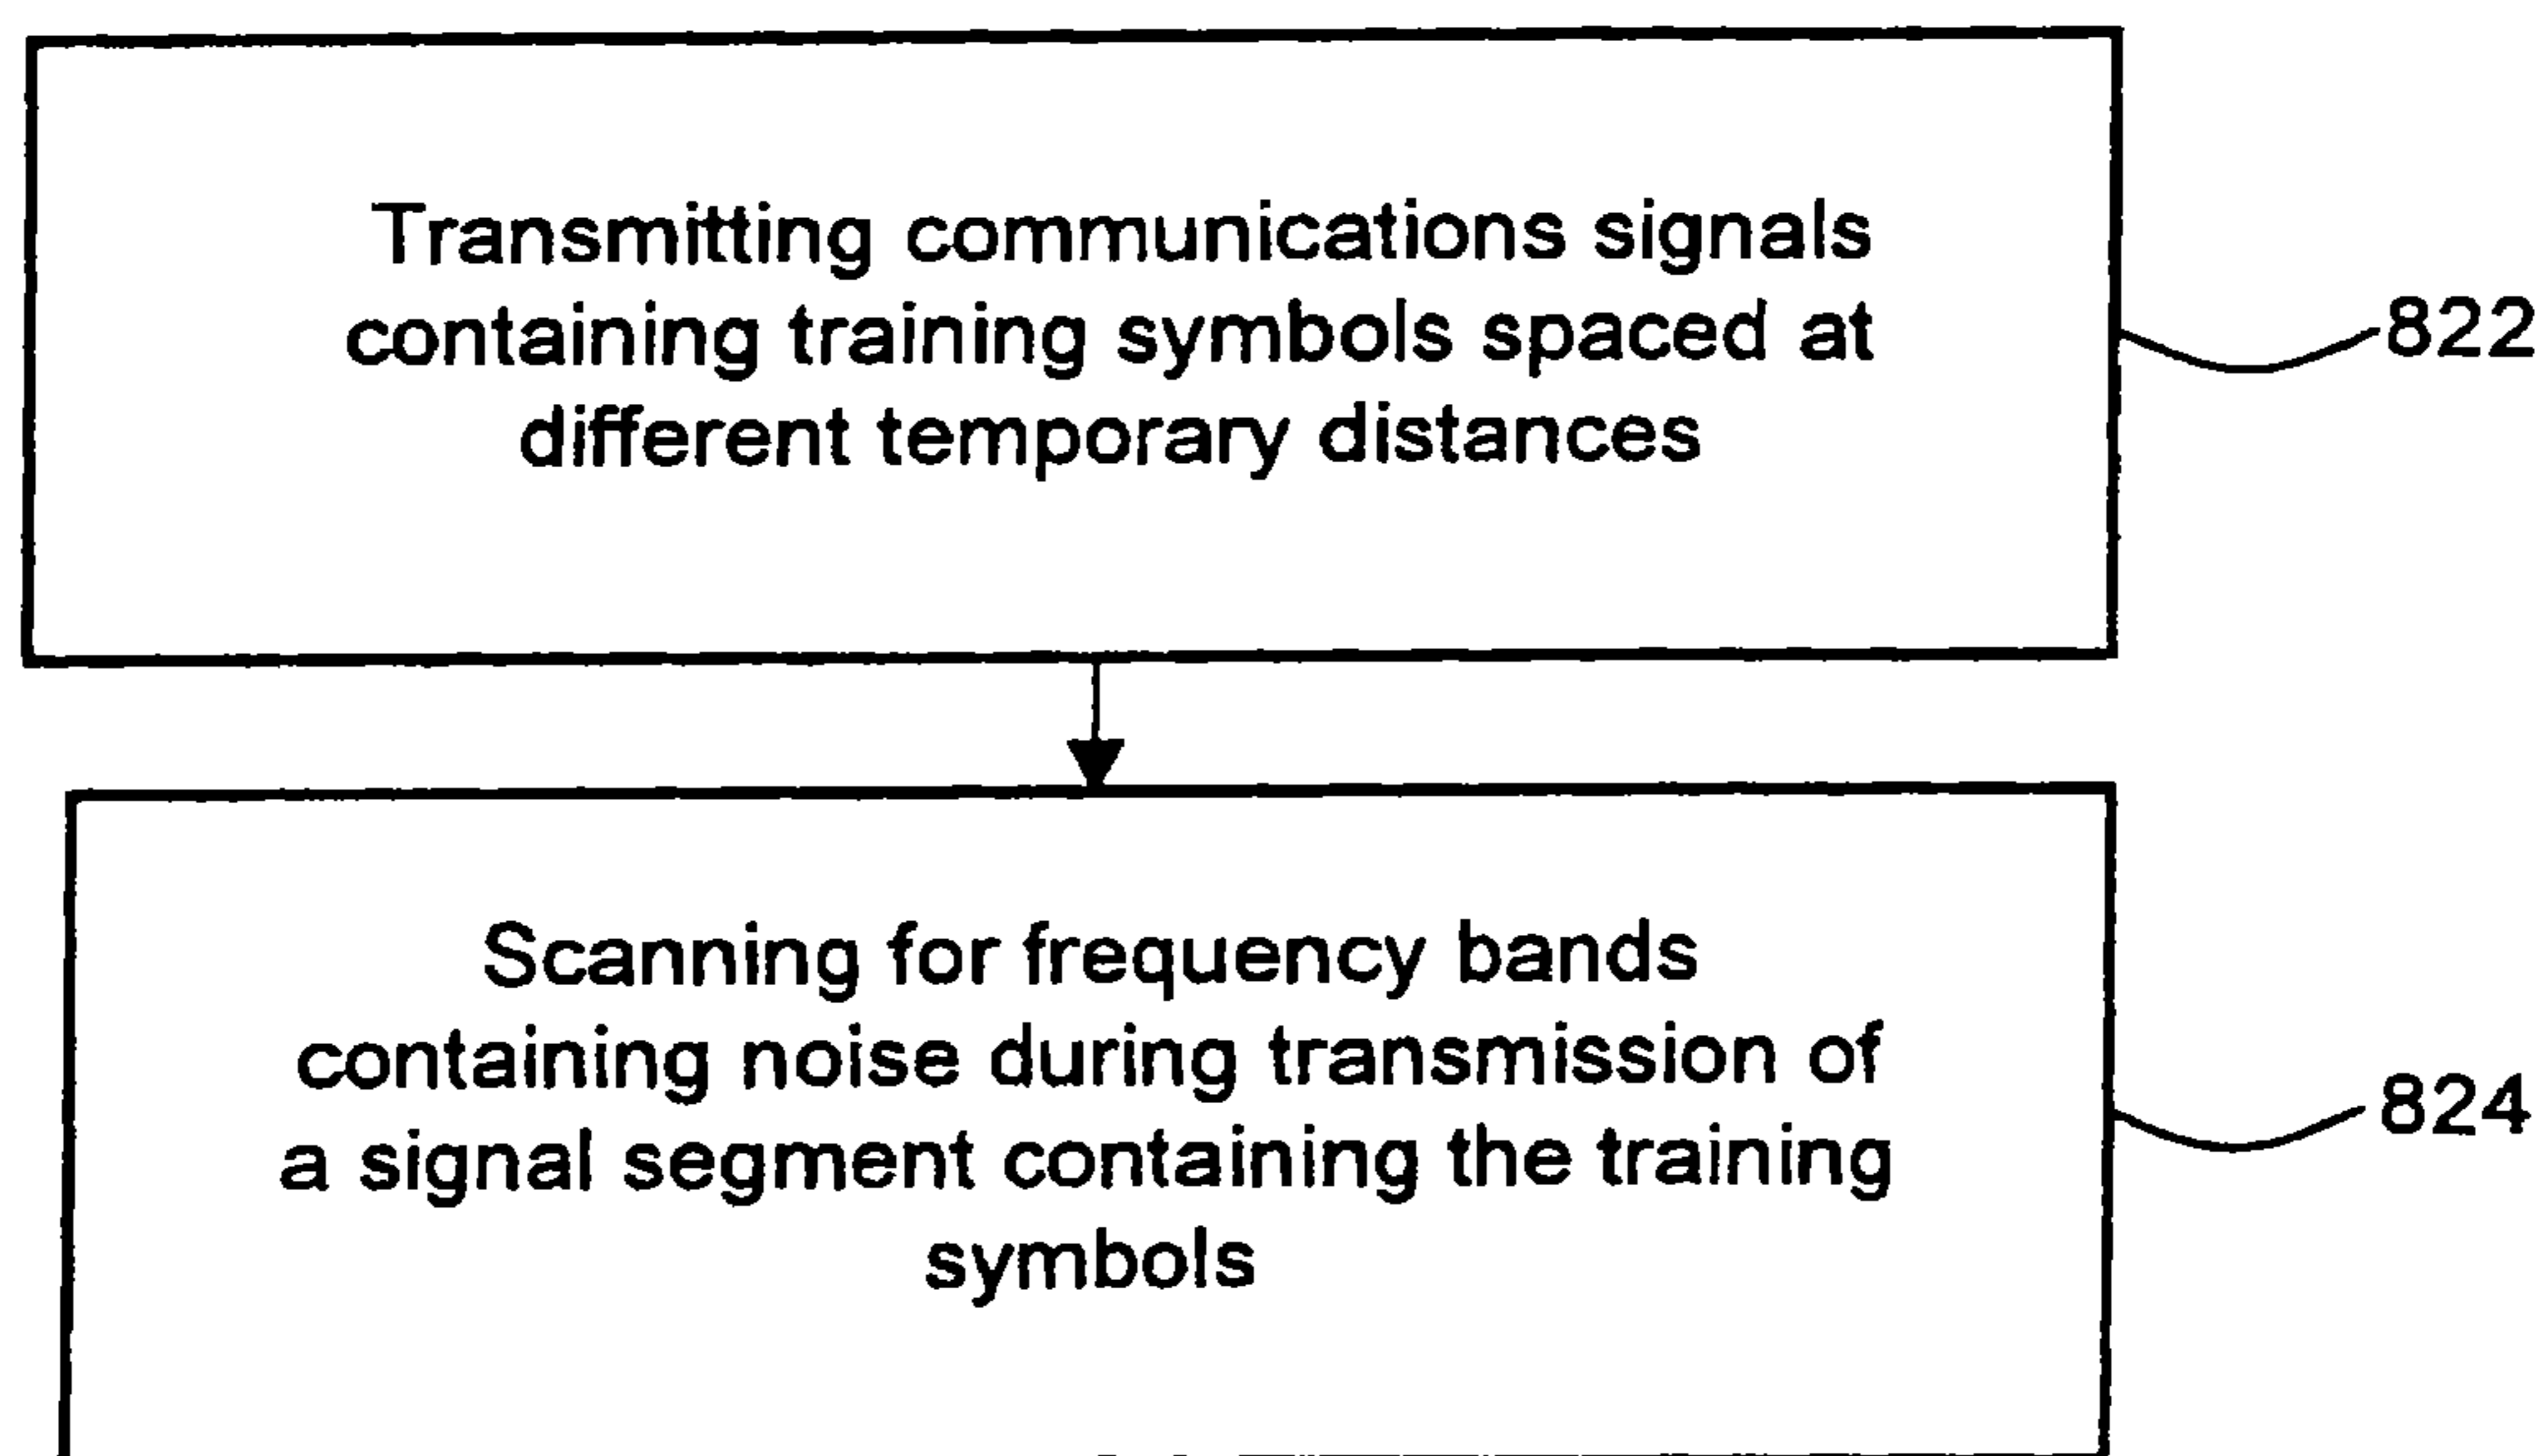 Transmitting communications signals
containing training symbols spaced at
different temporary distances
822
Scanning for frequency bands
containing noise during transmission of
a signal segment containing the training
symbols
824